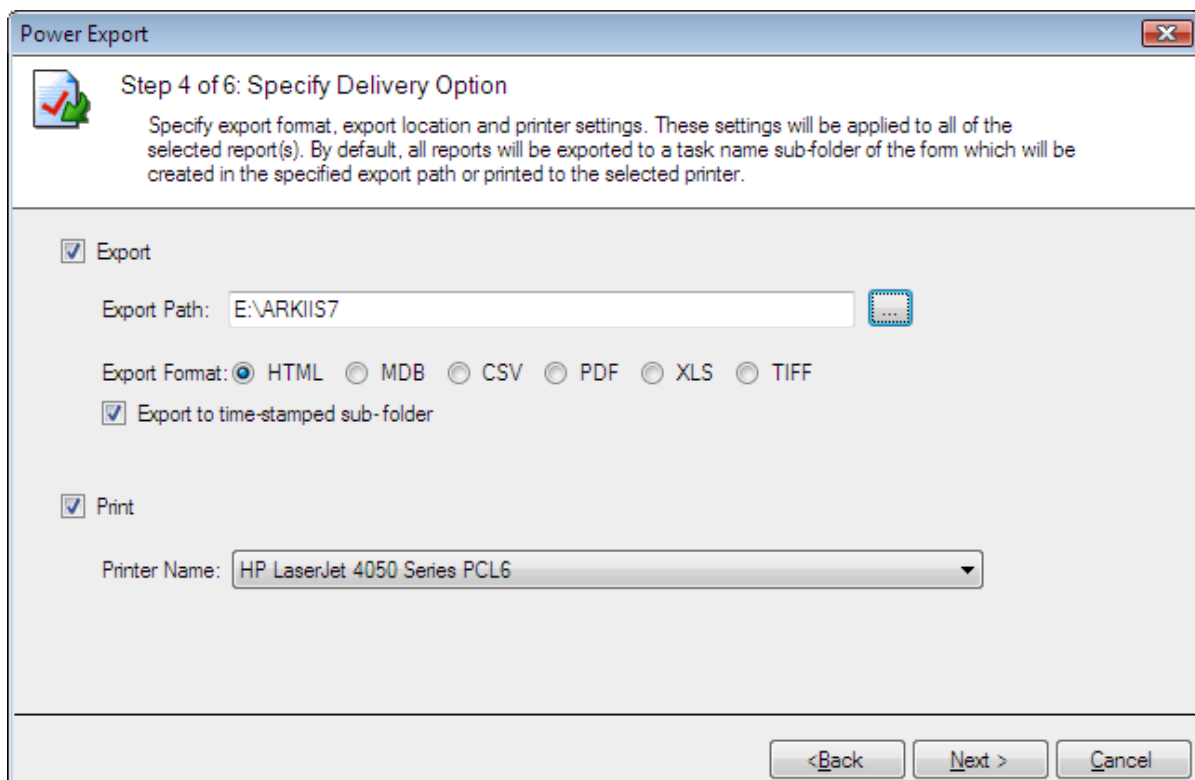 Power Export
Step 4 of 6: Specify Delivery Option
Specify export format, export location and printer settings. These settings will be applied to all of the
selected report(s). By default, all reports will be exported to a task name sub-folder of the form which will be
created in the specified export path or printed to the selected printer.
Export
Export Path: E:\ARKIIS7 ...
Export Format: HTML MDB CSV PDF XLS TIFF
Export to time-stamped sub-folder
Print
Printer Name: HP LaserJet 4050 Series PCL6
<Back Next > Cancel